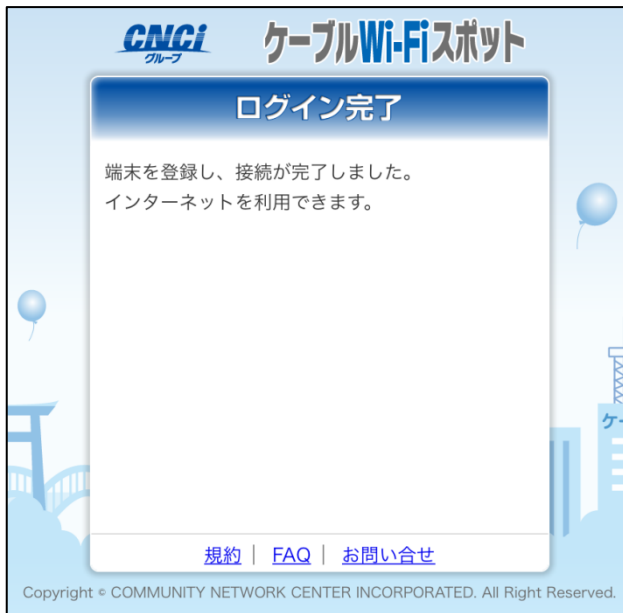 CNCi
グループ
ケーブルWi-Fiスポット
ログイン完了
端末を登録し、接続が完了しました。
インターネットを利用できます。
ケー
規約｜ FAQ｜ お問い合せ
Copyright © COMMUNITY NETWORK CENTER INCORPORATED. All Right Reserved.